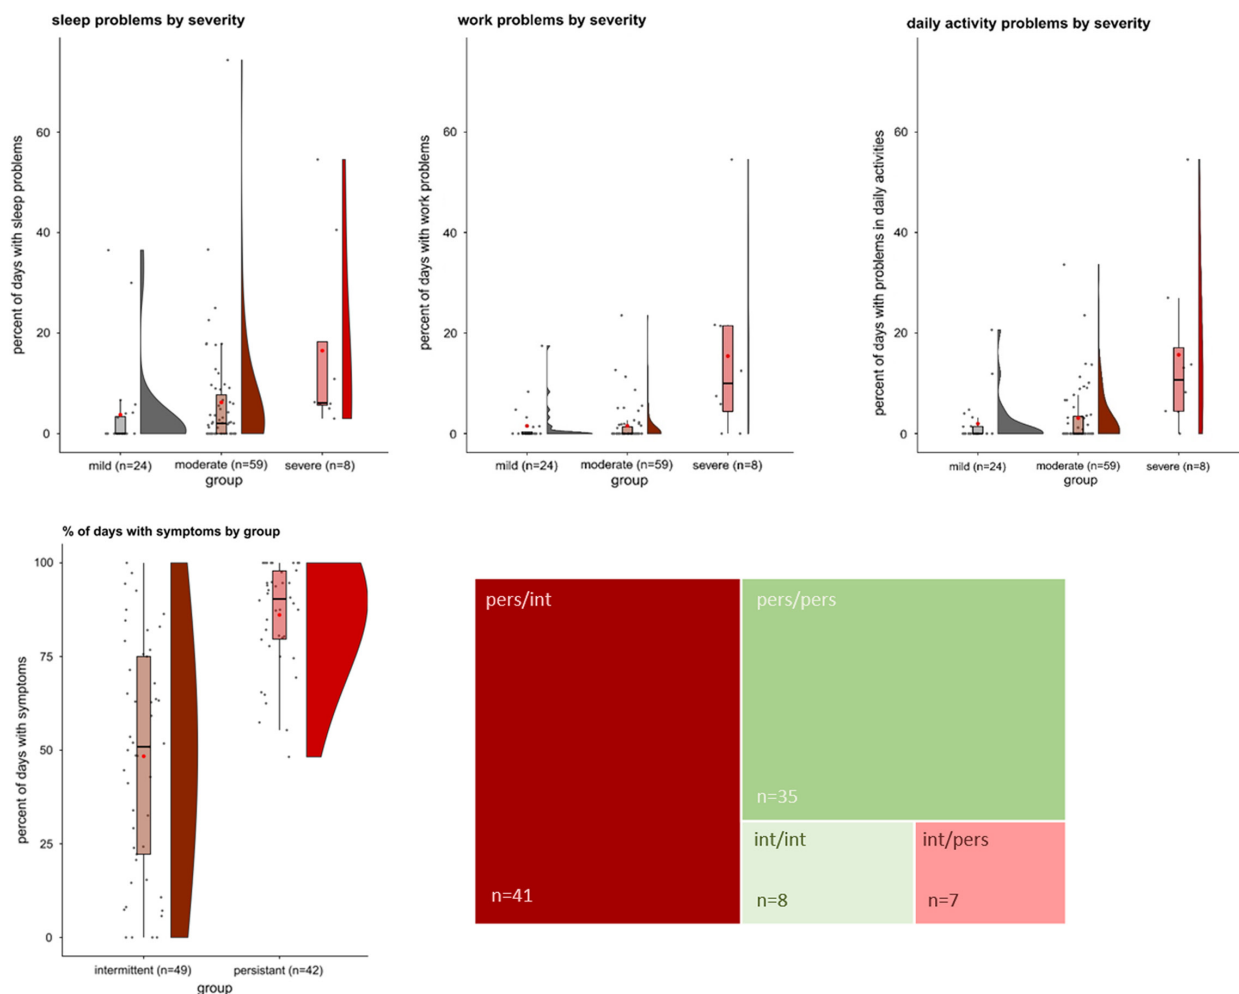 sleep problems by severity
percent of days with sleep problems
60
40
20
0
mild (n=24) moderate (n=59) severe (n=8)
group
work problems by severity
percent of days with work problems
60
40
20
0
mild (n=24) moderate (n=59) severe (n=8)
group
daily activity problems by severity
percent of days with problems in daily activities
60
40
20
0
mild (n=24) moderate (n=59) severe (n=8)
group
% of days with symptoms by group
percent of days with symptoms
100
75
50
25
0
intermittent (n=49) persistant (n=42)
group
pers/int
n=41
pers/pers
n=35
int/int
n=8
int/pers
n=7